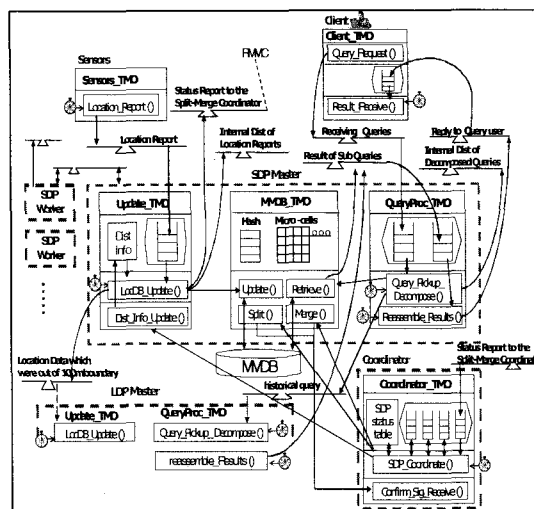 Client
Client_TMO
Query_Request()
Result_Receive()
RMMC
Sensors
Sensors_TMO
Location_Report()
Status Report to the
Split-Merge Coordinator
Location Report
Internal Dist of
Location Reports
Receiving Queries
Result of Sub Queries
Reply to Query user
Internal Dist of
Decomposed Queries
SDP Master
SDP
Worker
SDP
Worker
Update_TMO
Dist
info
LocDB_Update()
Dist_Info_Update()
MMDB_TMO
Hash
Micro-cells
Update()
Retrieve()
Split()
Merge()
MMDB
QueryProc_TMO
Query_Pickup_
Decompose()
Reassemble_Results()
Location Data which
were out of 100m boundary
LDP Master
Update_TMO
LocDB_Update()
historical query
QueryProc_TMO
Query_Pickup_Decompose()
reassemble_Results()
Status Report to the
Split-Merge Coordinat
Coordinator
Coordinator_TMO
SDP
status
table
SDP_Coordinate()
Confirm_Sig_Receive()